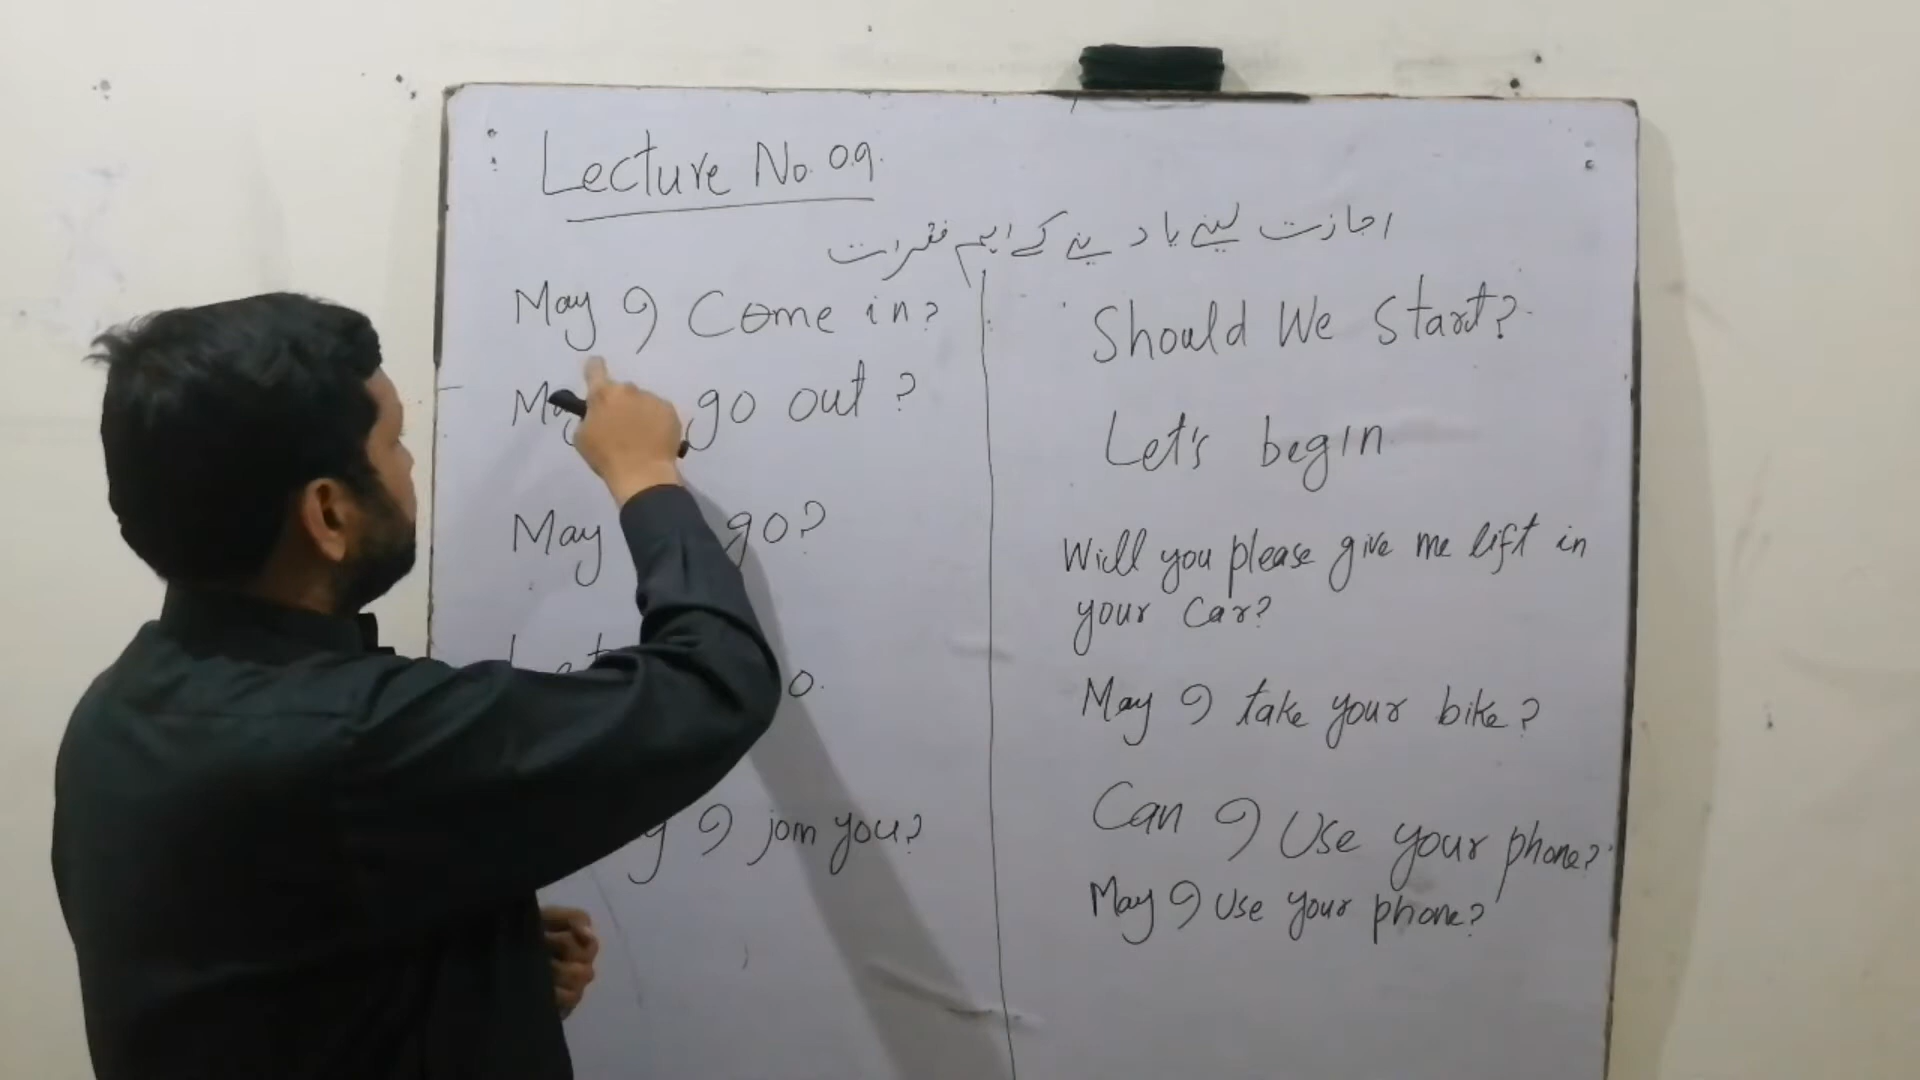 Lecture No. 09.
اجازت لینے یا دینے کے اہم فقرات
May I Come in?
May go out?
May go?
I join you?
Should We Start?
Let's begin
Will you please give me lift in
your Car?
May I take your bike?
Can I Use your phone?
May I Use your phone?